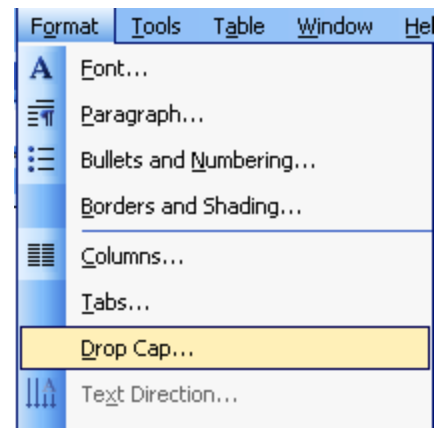 Format Tools Table Window Hel
Font...
Paragraph...
Bullets and Numbering...
Borders and Shading...
Columns...
Tabs...
Drop Cap...
Text Direction...